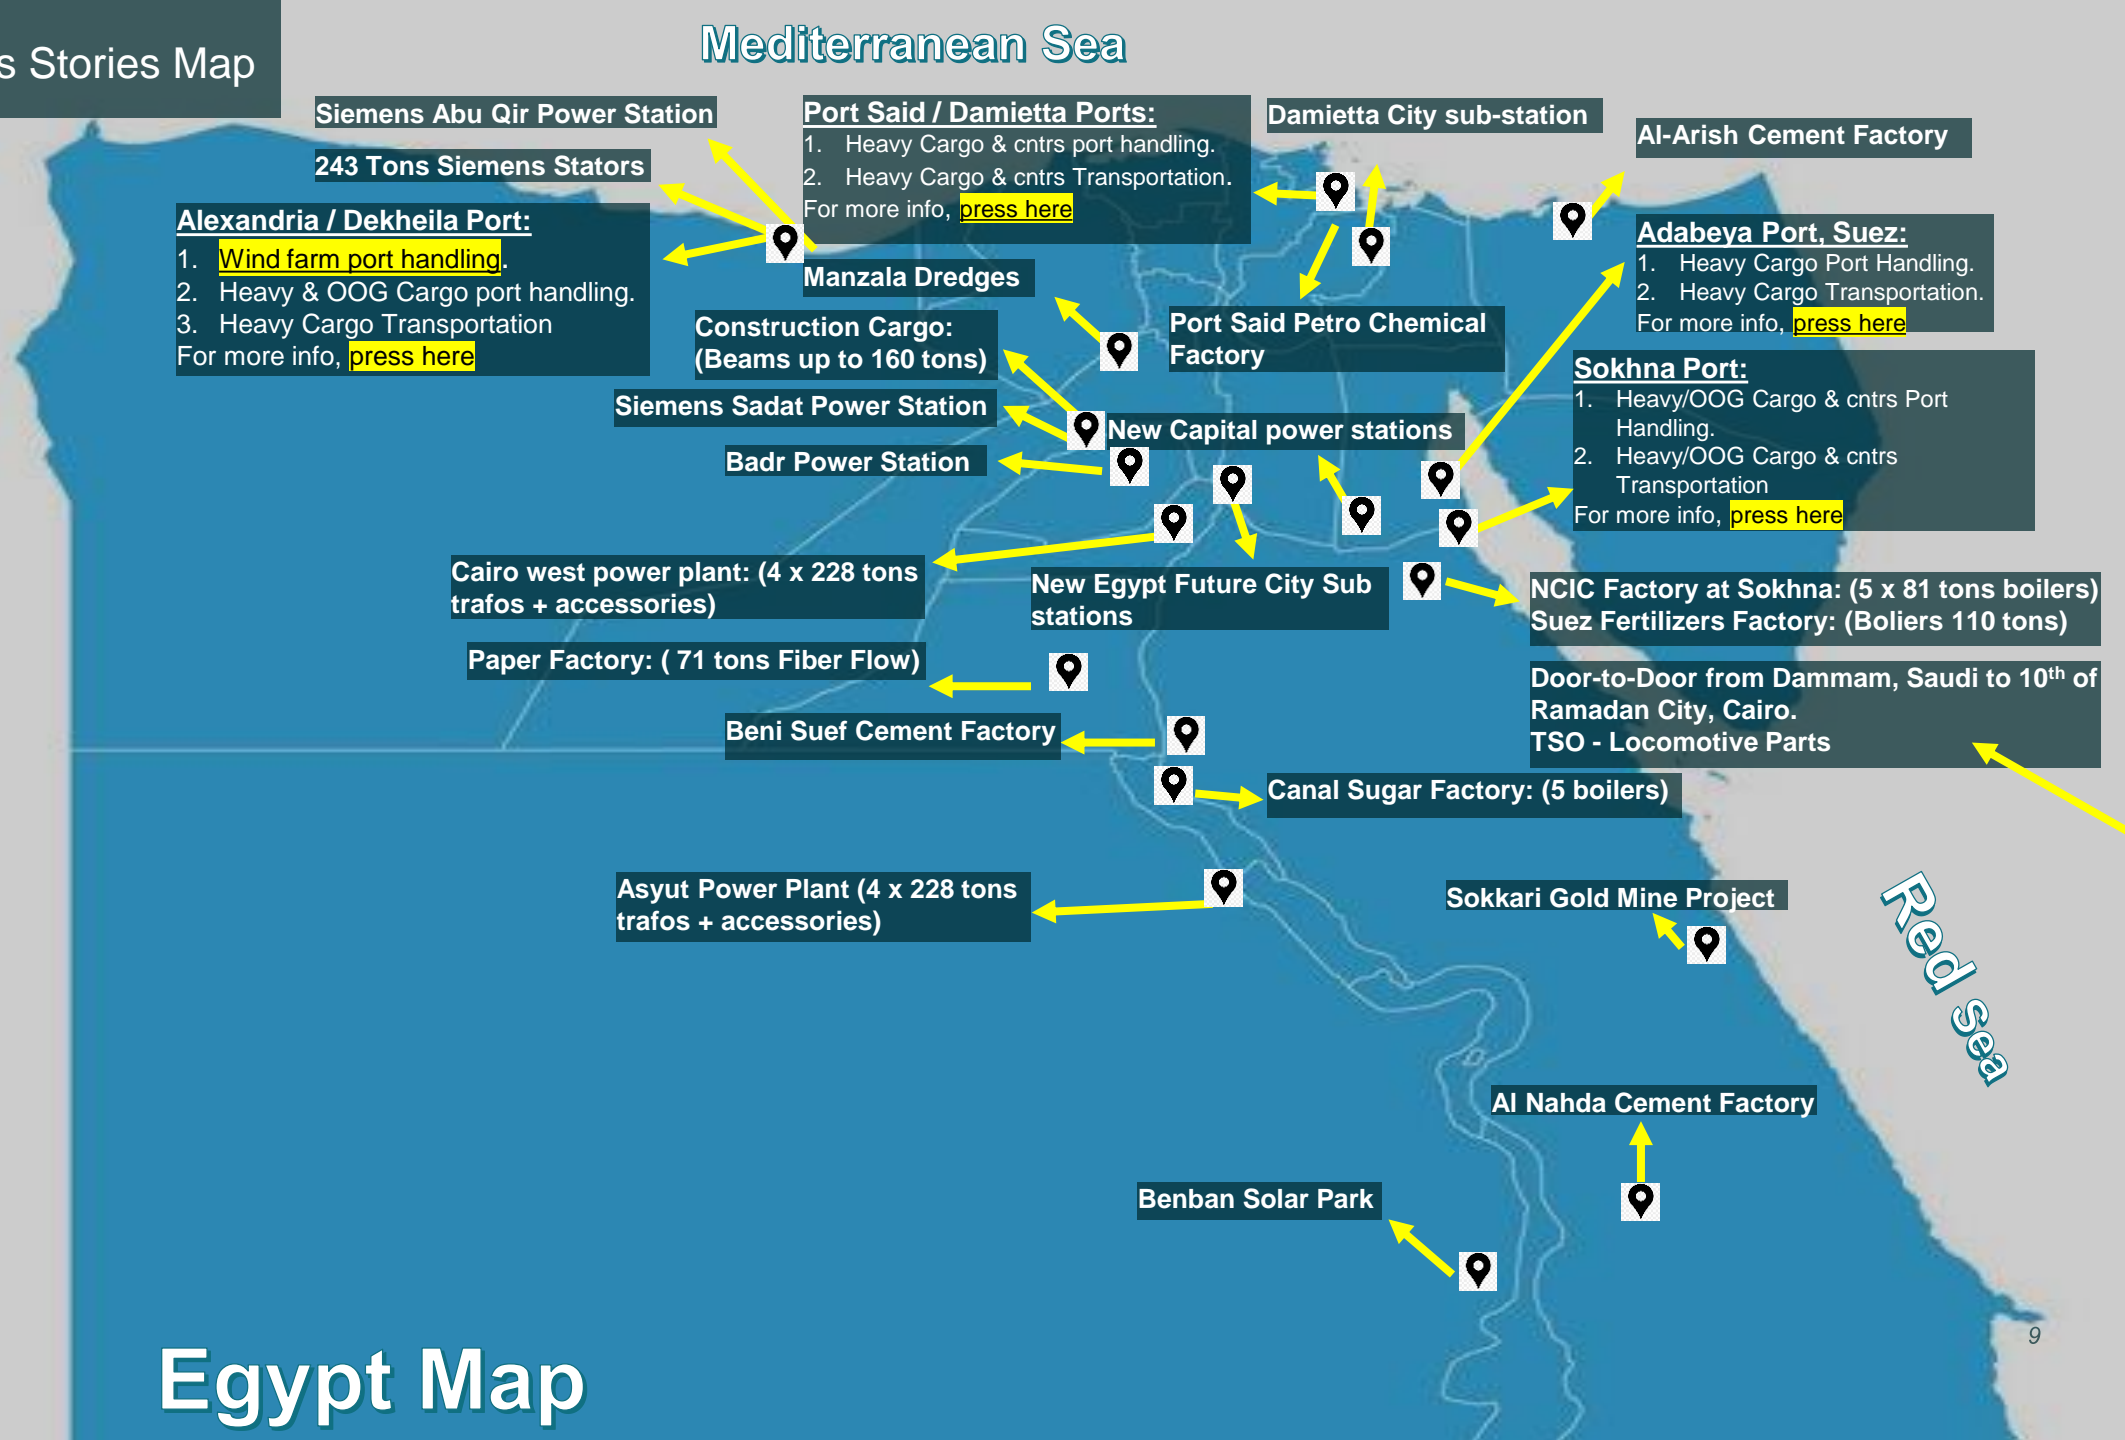 s Stories Map
Mediterranean Sea
Siemens Abu Qir Power Station
243 Tons Siemens Stators
Alexandria / Dekheila Port:
1. Wind farm port handling.
2. Heavy & OOG Cargo port handling.
3. Heavy Cargo Transportation
For more info, press here
Port Said / Damietta Ports:
1. Heavy Cargo & cntrs port handling.
2. Heavy Cargo & cntrs Transportation.
For more info, press here
Damietta City sub-station
Al-Arish Cement Factory
Adabeya Port, Suez:
1. Heavy Cargo Port Handling.
2. Heavy Cargo Transportation.
For more info, press here
Manzala Dredges
Construction Cargo:
(Beams up to 160 tons)
Port Said Petro Chemical
Factory
Sokhna Port:
1. Heavy/OOG Cargo & cntrs Port
Handling.
2. Heavy/OOG Cargo & cntrs
Transportation
For more info, press here
Siemens Sadat Power Station
New Capital power stations
Badr Power Station
Cairo west power plant: (4 x 228 tons
trafos + accessories)
New Egypt Future City Sub
stations
NCIC Factory at Sokhna: (5 x 81 tons boilers)
Suez Fertilizers Factory: (Boliers 110 tons)
Paper Factory: ( 71 tons Fiber Flow)
Door-to-Door from Dammam, Saudi to 10th of
Ramadan City, Cairo.
TSO - Locomotive Parts
Beni Suef Cement Factory
Canal Sugar Factory: (5 boilers)
Asyut Power Plant (4 x 228 tons
trafos + accessories)
Sokkari Gold Mine Project
Red Sea
Al Nahda Cement Factory
Benban Solar Park
9
Egypt Map